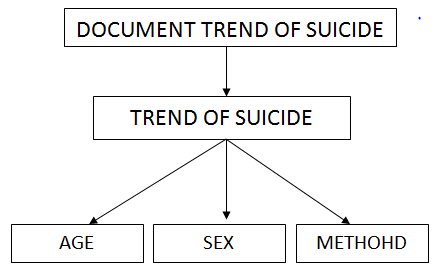 DOCUMENT TREND OF SUICIDE
TREND OF SUICIDE
AGE
SEX
METHOHD